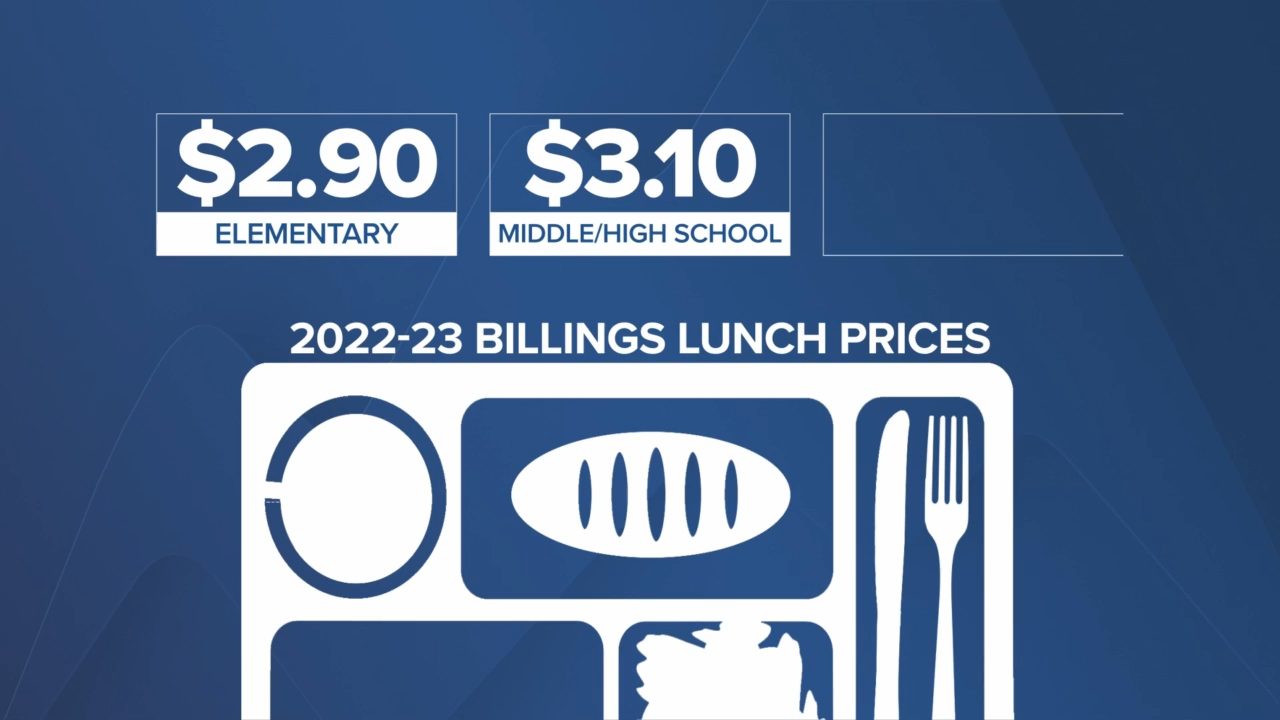 $2.90
ELEMENTARY
$3.10
MIDDLE/HIGH SCHOOL
2022-23 BILLINGS LUNCH PRICES